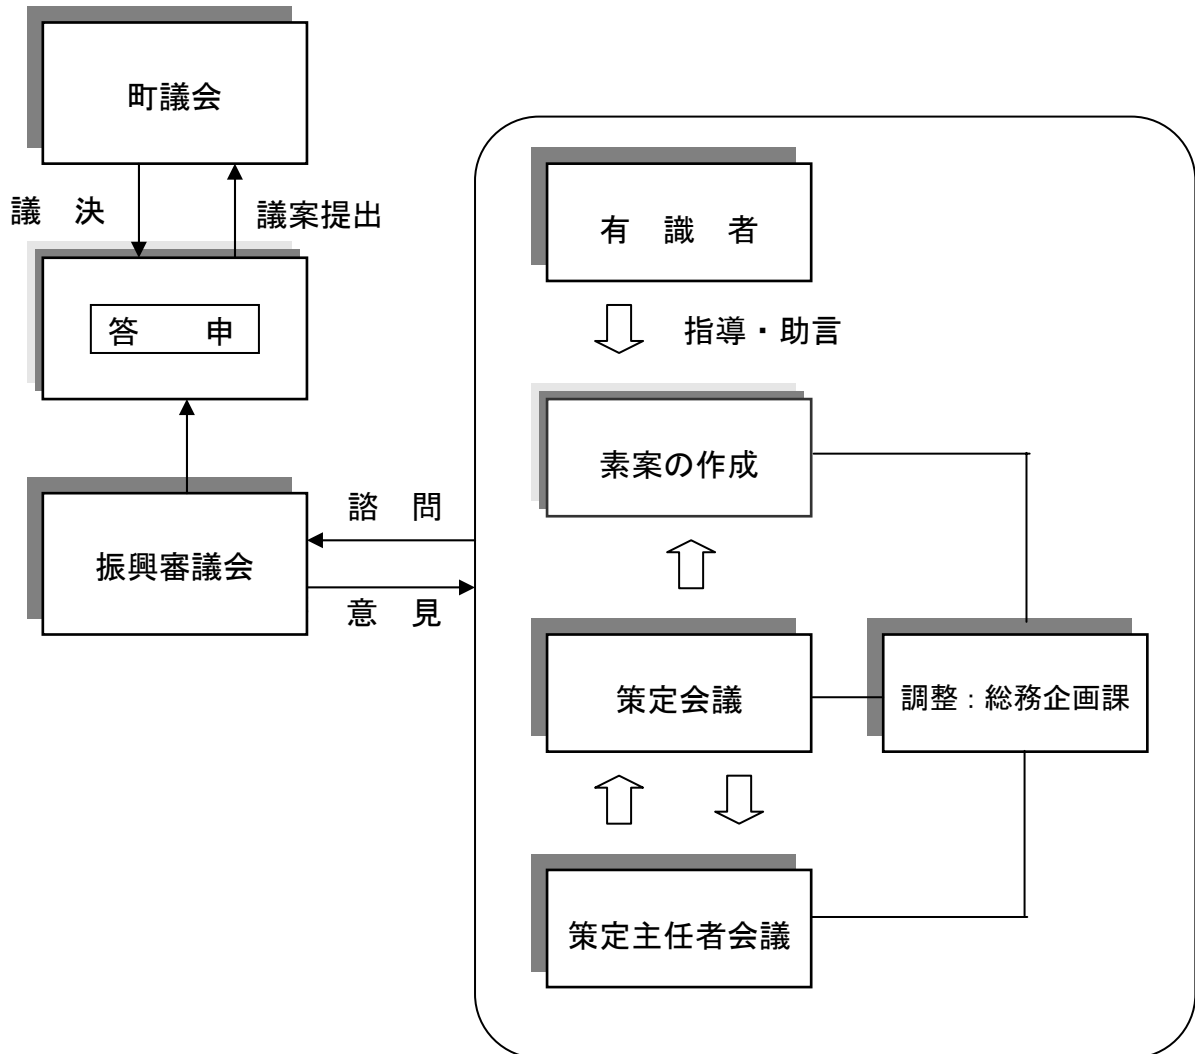 町議会
議　決
議案提出
答　　申
振興審議会
諮　問
意　見
有　識　者
指導・助言
素案の作成
策定会議
調整：総務企画課
策定主任者会議